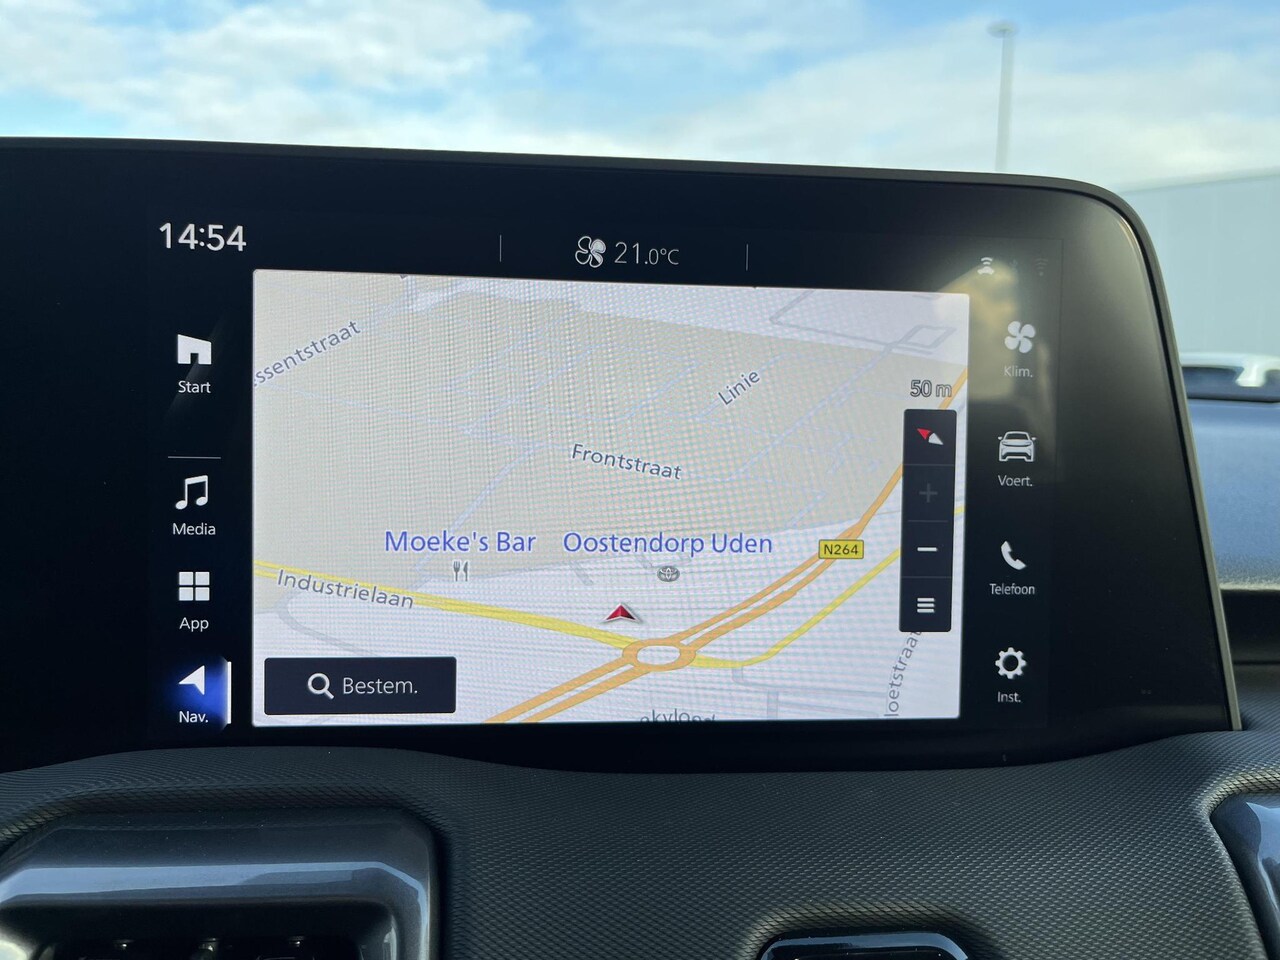 14:54
21.0°C
Start
Media
App
Nav.
ssentstraat
Linie
50 m
Frontstraat
Moeke's Bar
Oostendorp Uden
N264
Industrielaan
loetstraat
Bestem.
Klim.
Voert.
Telefoon
Inst.